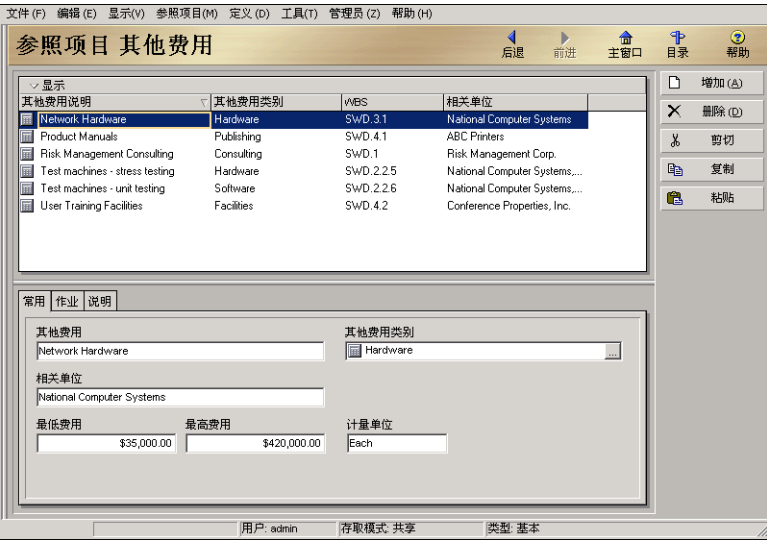 文件(F) 编辑(E) 显示(V) 参照项目(M) 定义(D) 工具(T) 管理员(Z) 帮助(H)
参照项目 其他费用
后退 前进 主窗口 目录 帮助
显示
其他费用说明 其他费用类别 WBS 相关单位
Network Hardware Hardware SWD.3.1 National Computer Systems
Product Manuals Publishing SWD.4.1 ABC Printers
Risk Management Consulting Consulting SWD.1 Risk Management Corp.
Test machines - stress testing Hardware SWD.2.2.5 National Computer Systems,...
Test machines - unit testing Software SWD.2.2.6 National Computer Systems,...
User Training Facilities Facilities SWD.4.2 Conference Properties, Inc.
增加(A)
删除(D)
剪切
复制
粘贴
常用 作业 说明
其他费用 其他费用类别
Network Hardware Hardware ...
相关单位
National Computer Systems
最低费用 最高费用 计量单位
$35,000.00 $420,000.00 Each
用户: admin 存取模式: 共享 类型: 基本